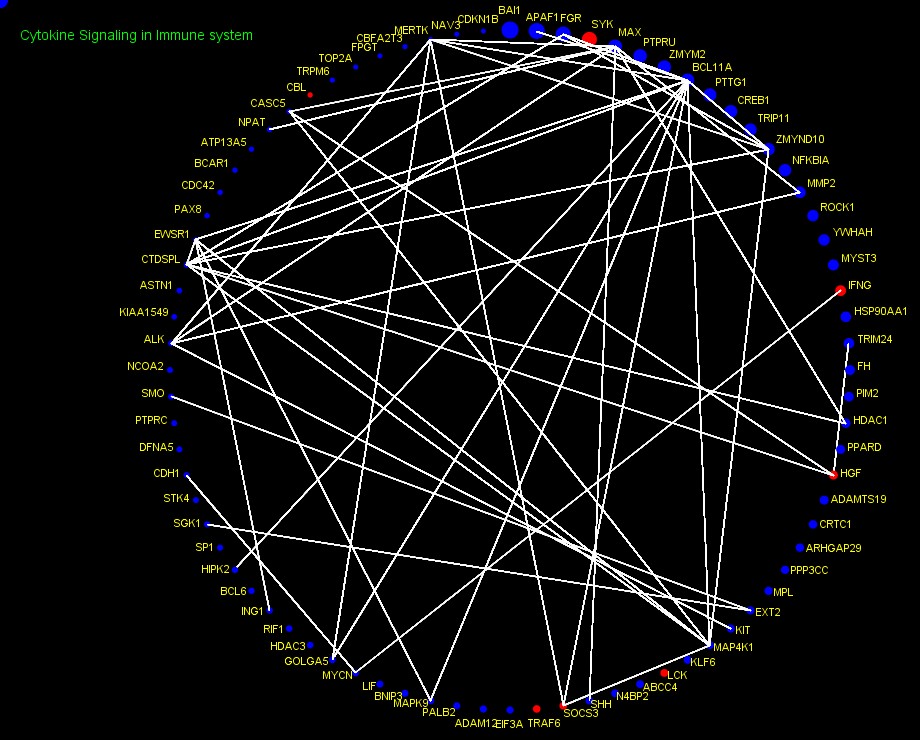 Cytokine Signaling in Immune system
BAI1
APAF1
FGR
SYK
MAX
PTPRU
ZMYM2
BCL11A
PTTG1
CREB1
TRIP11
ZMYND10
NFKBIA
MMP2
ROCK1
YWHAH
MYST3
IFNG
HSP90AA1
TRIM24
FH
PIM2
HDAC1
PPARD
HGF
ADAMTS19
CRTC1
ARHGAP29
PPP3CC
MPL
EXT2
KIT
MAP4K1
KLF6
LCK
ABCC4
N4BP2
SHH
SOCS3
TRAF6
EIF3A
ADAM12
PALB2
MAPK9
BNIP3
LIF
MYCN
GOLGA5
HDAC3
RIF1
ING1
BCL6
HIPK2
SP1
SGK1
STK4
CDH1
DFNA5
PTPRC
SMO
NCOA2
ALK
KIAA1549
ASTN1
CTDSPL
EWSR1
PAX8
CDC42
BCAR1
ATP13A5
NPAT
CASC5
CBL
TRPM6
TOP2A
FPGT
CBFA2T3
MERTK
NAV3
CDKN1B